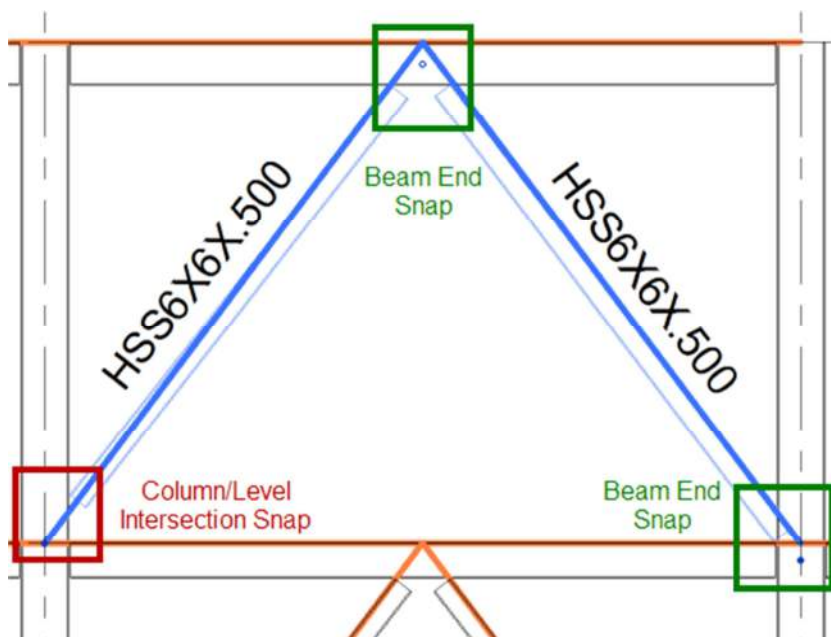 Beam End
Snap
HSS6X6X.500
HSS6X6X.500
Column/Level
Intersection Snap
Beam End
Snap